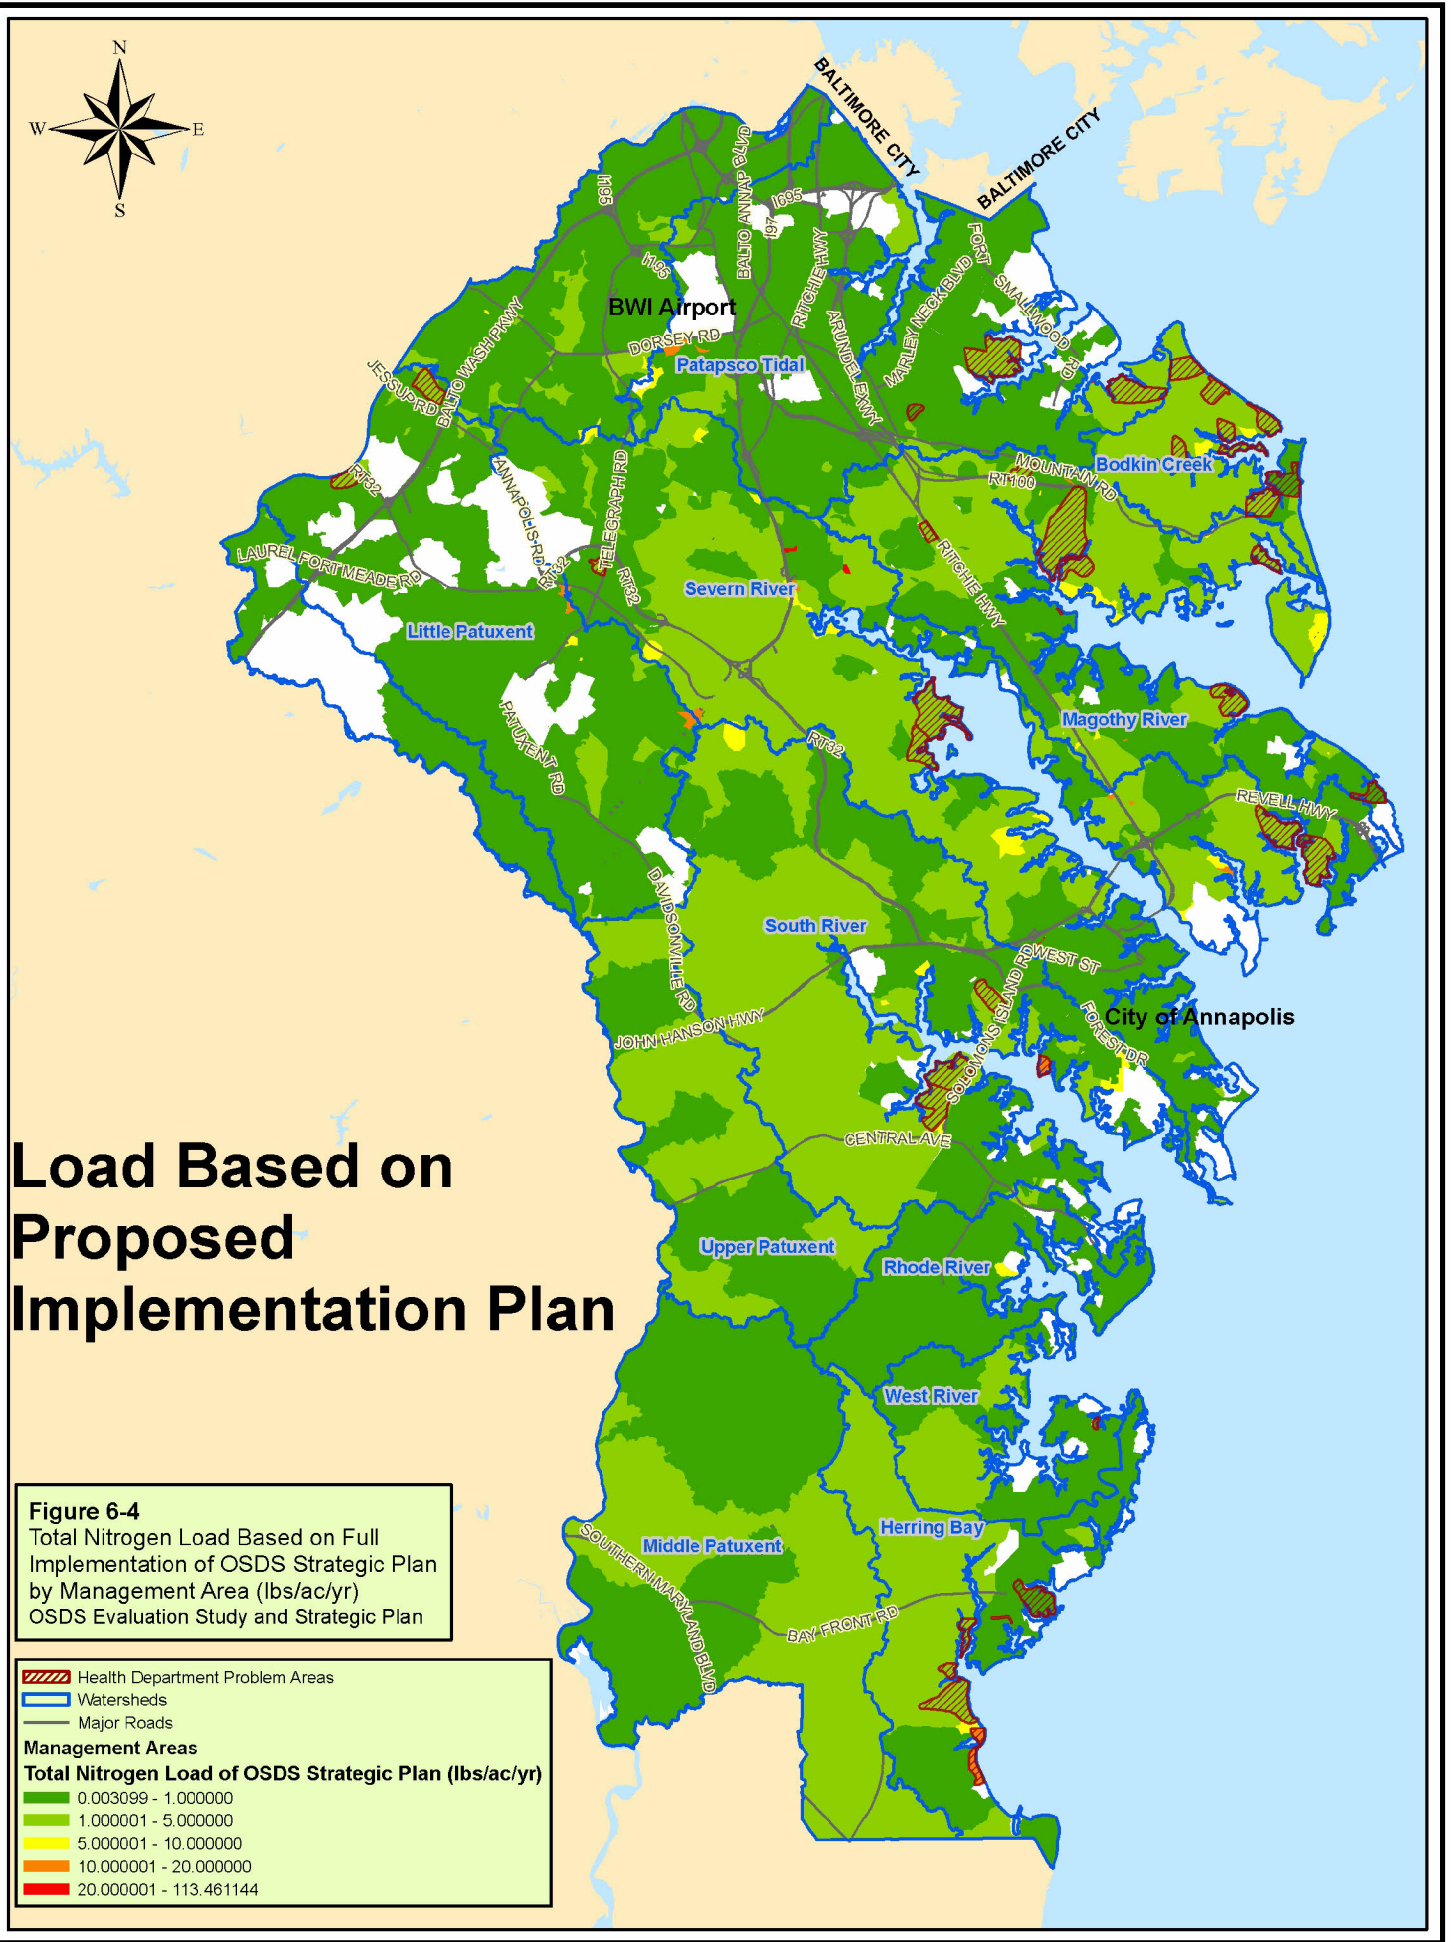 N
W
E
S
BALTIMORE CITY
BALTIMORE CITY
I195
BALTO ANNAP BLVD
I695
I97
RITCHIE HWY
FORT SMALLWOOD RD
I195
MARLEY NECK BLVD
BWI Airport
BALTO WASH PKWY
DORSEY RD
ARUNDEL EXWY
Patapsco Tidal
JESSUP RD
MOUNTAIN RD
Bodkin Creek
RT100
RT32
ANNAPOLIS RD
TELEGRAPH RD
LAUREL FORT MEADE RD
RT32
RT32
Severn River
RITCHIE HWY
Little Patuxent
PATUXENT RD
RT32
Magothy River
REVELL HWY
DAVIDSONVILLE RD
South River
WEST ST
SOLOMONS ISLAND RD
FOREST DR
City of Annapolis
JOHN HANSON HWY
CENTRAL AVE
Load Based on
Proposed
Implementation Plan
Upper Patuxent
Rhode River
West River
Herring Bay
Middle Patuxent
SOUTHERN MARYLAND BLVD
BAY FRONT RD
Figure 6-4
Total Nitrogen Load Based on Full
Implementation of OSDS Strategic Plan
by Management Area (lbs/ac/yr)
OSDS Evaluation Study and Strategic Plan
Health Department Problem Areas
Watersheds
Major Roads
Management Areas
Total Nitrogen Load of OSDS Strategic Plan (lbs/ac/yr)
0.003099 - 1.000000
1.000001 - 5.000000
5.000001 - 10.000000
10.000001 - 20.000000
20.000001 - 113.461144